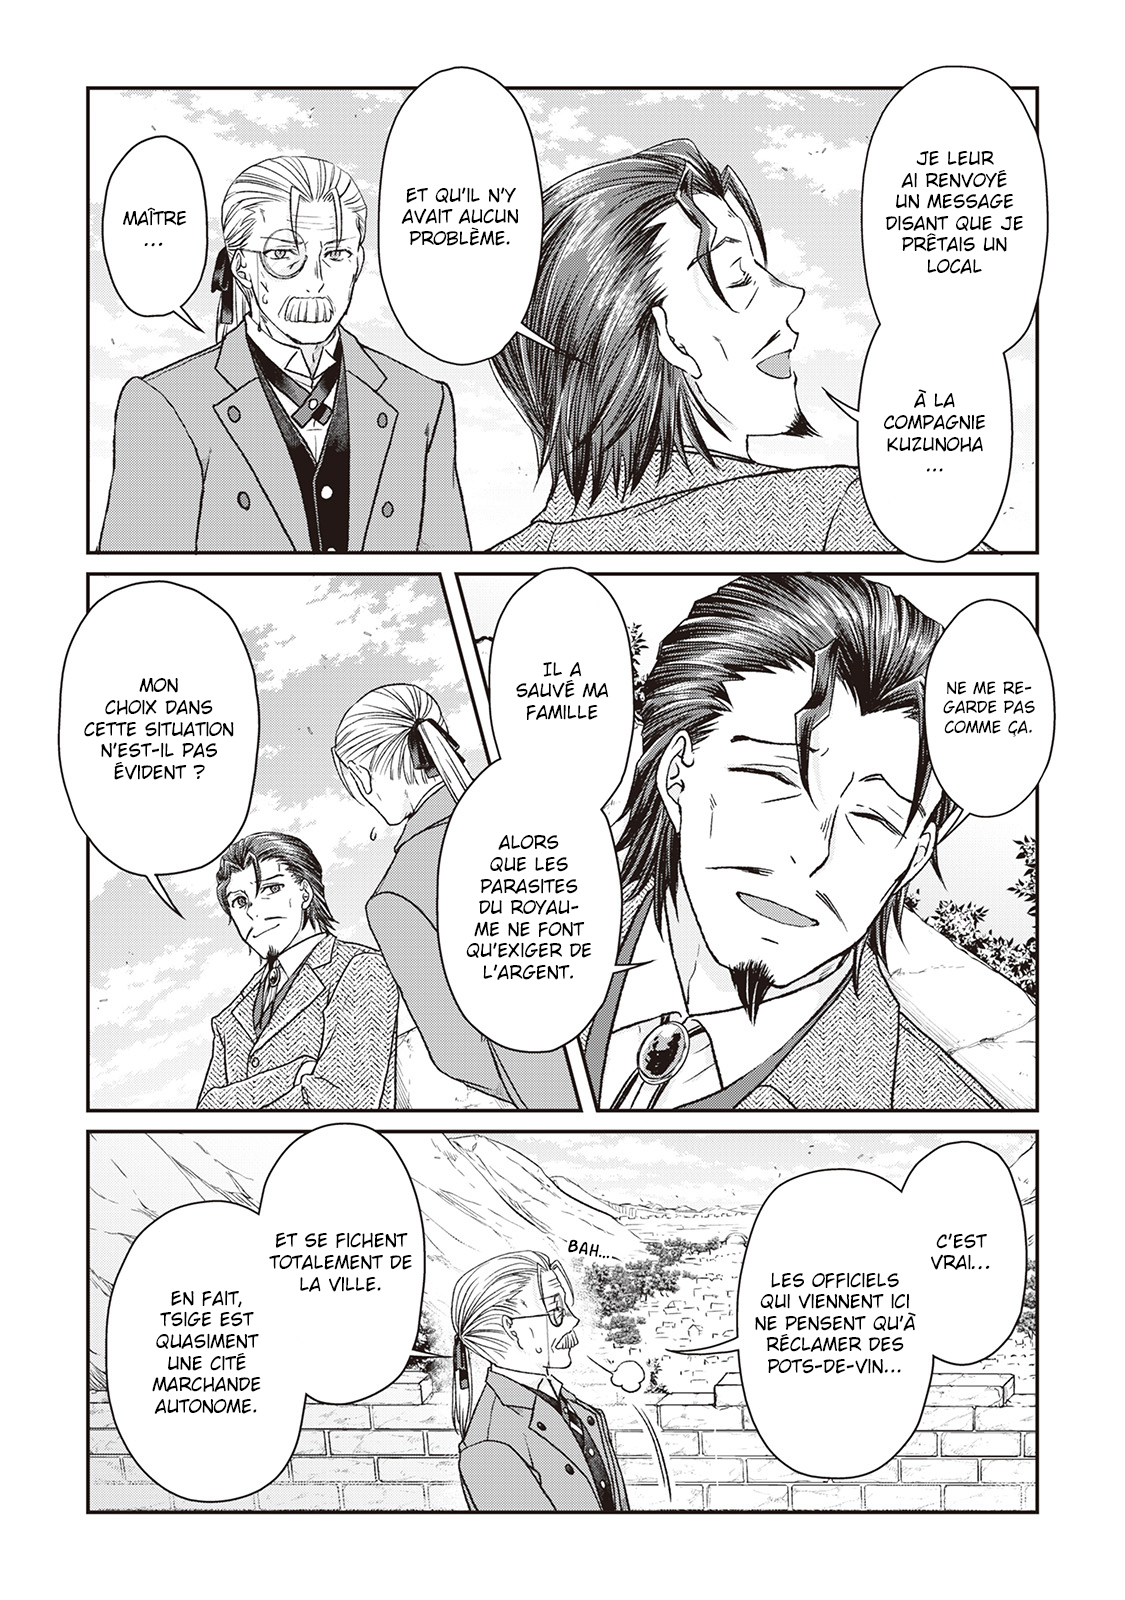 JE LEUR
AI RENVOYÉ
UN MESSAGE
DISANT QUE JE
PRÊTAIS UN
LOCAL
À LA
COMPAGNIE
KUZUNOHA
...
ET QU'IL N'Y
AVAIT AUCUN
PROBLÈME.
MAÎTRE
...
NE ME RE-
GARDE PAS
COMME ÇA.
IL A
SAUVÉ MA
FAMILLE
ALORS
QUE LES
PARASITES
DU ROYAU-
ME NE FONT
QU'EXIGER DE
L'ARGENT.
MON
CHOIX DANS
CETTE SITUATION
N'EST-IL PAS
ÉVIDENT ?
C'EST
VRAI...
LES OFFICIELS
QUI VIENNENT ICI
NE PENSENT QU'À
RÉCLAMER DES
POTS-DE-VIN...
BAH...
ET SE FICHENT
TOTALEMENT DE
LA VILLE.
EN FAIT,
TSIGE EST
QUASIMENT
UNE CITÉ
MARCHANDE
AUTONOME.